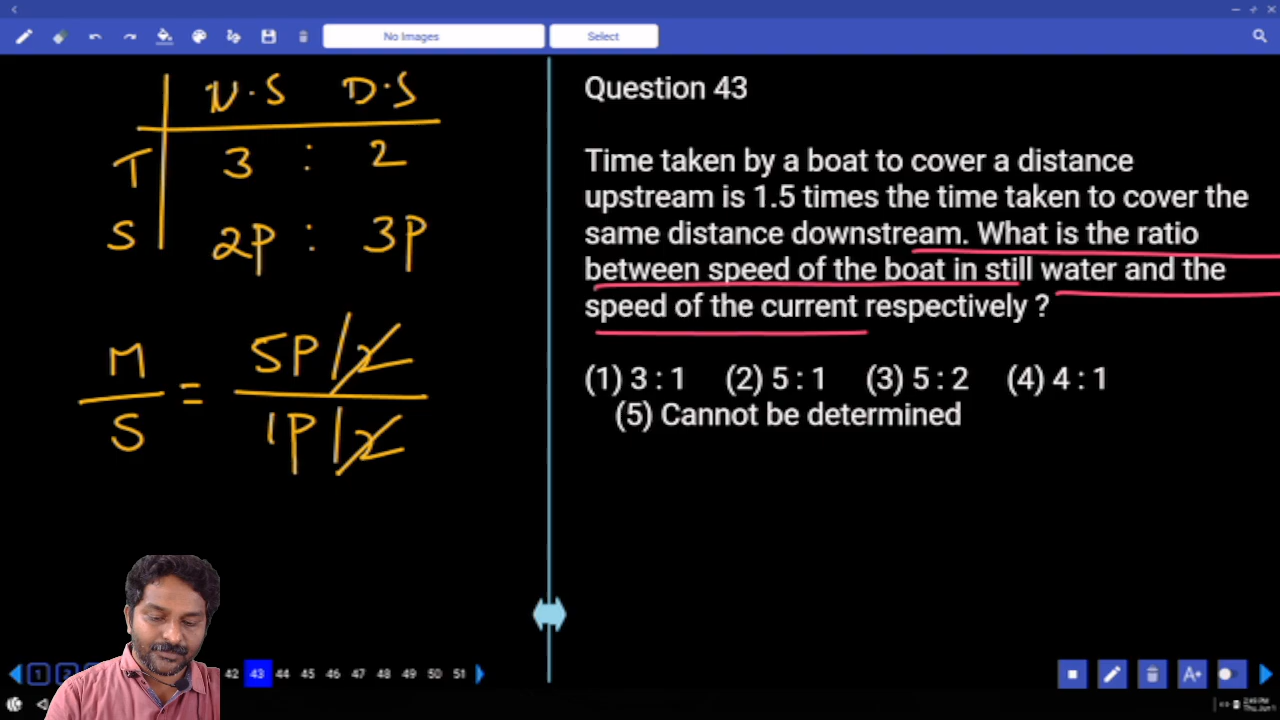 No Images Select
U.S D.S
T 3 : 2
S 2P : 3P
M 5P/2
=
S 1P/2
Question 43
Time taken by a boat to cover a distance
upstream is 1.5 times the time taken to cover the
same distance downstream. What is the ratio
between speed of the boat in still water and the
speed of the current respectively ?
(1) 3 : 1 (2) 5 : 1 (3) 5 : 2 (4) 4 : 1
(5) Cannot be determined
1 2 42 43 44 45 46 47 48 49 50 51
A+